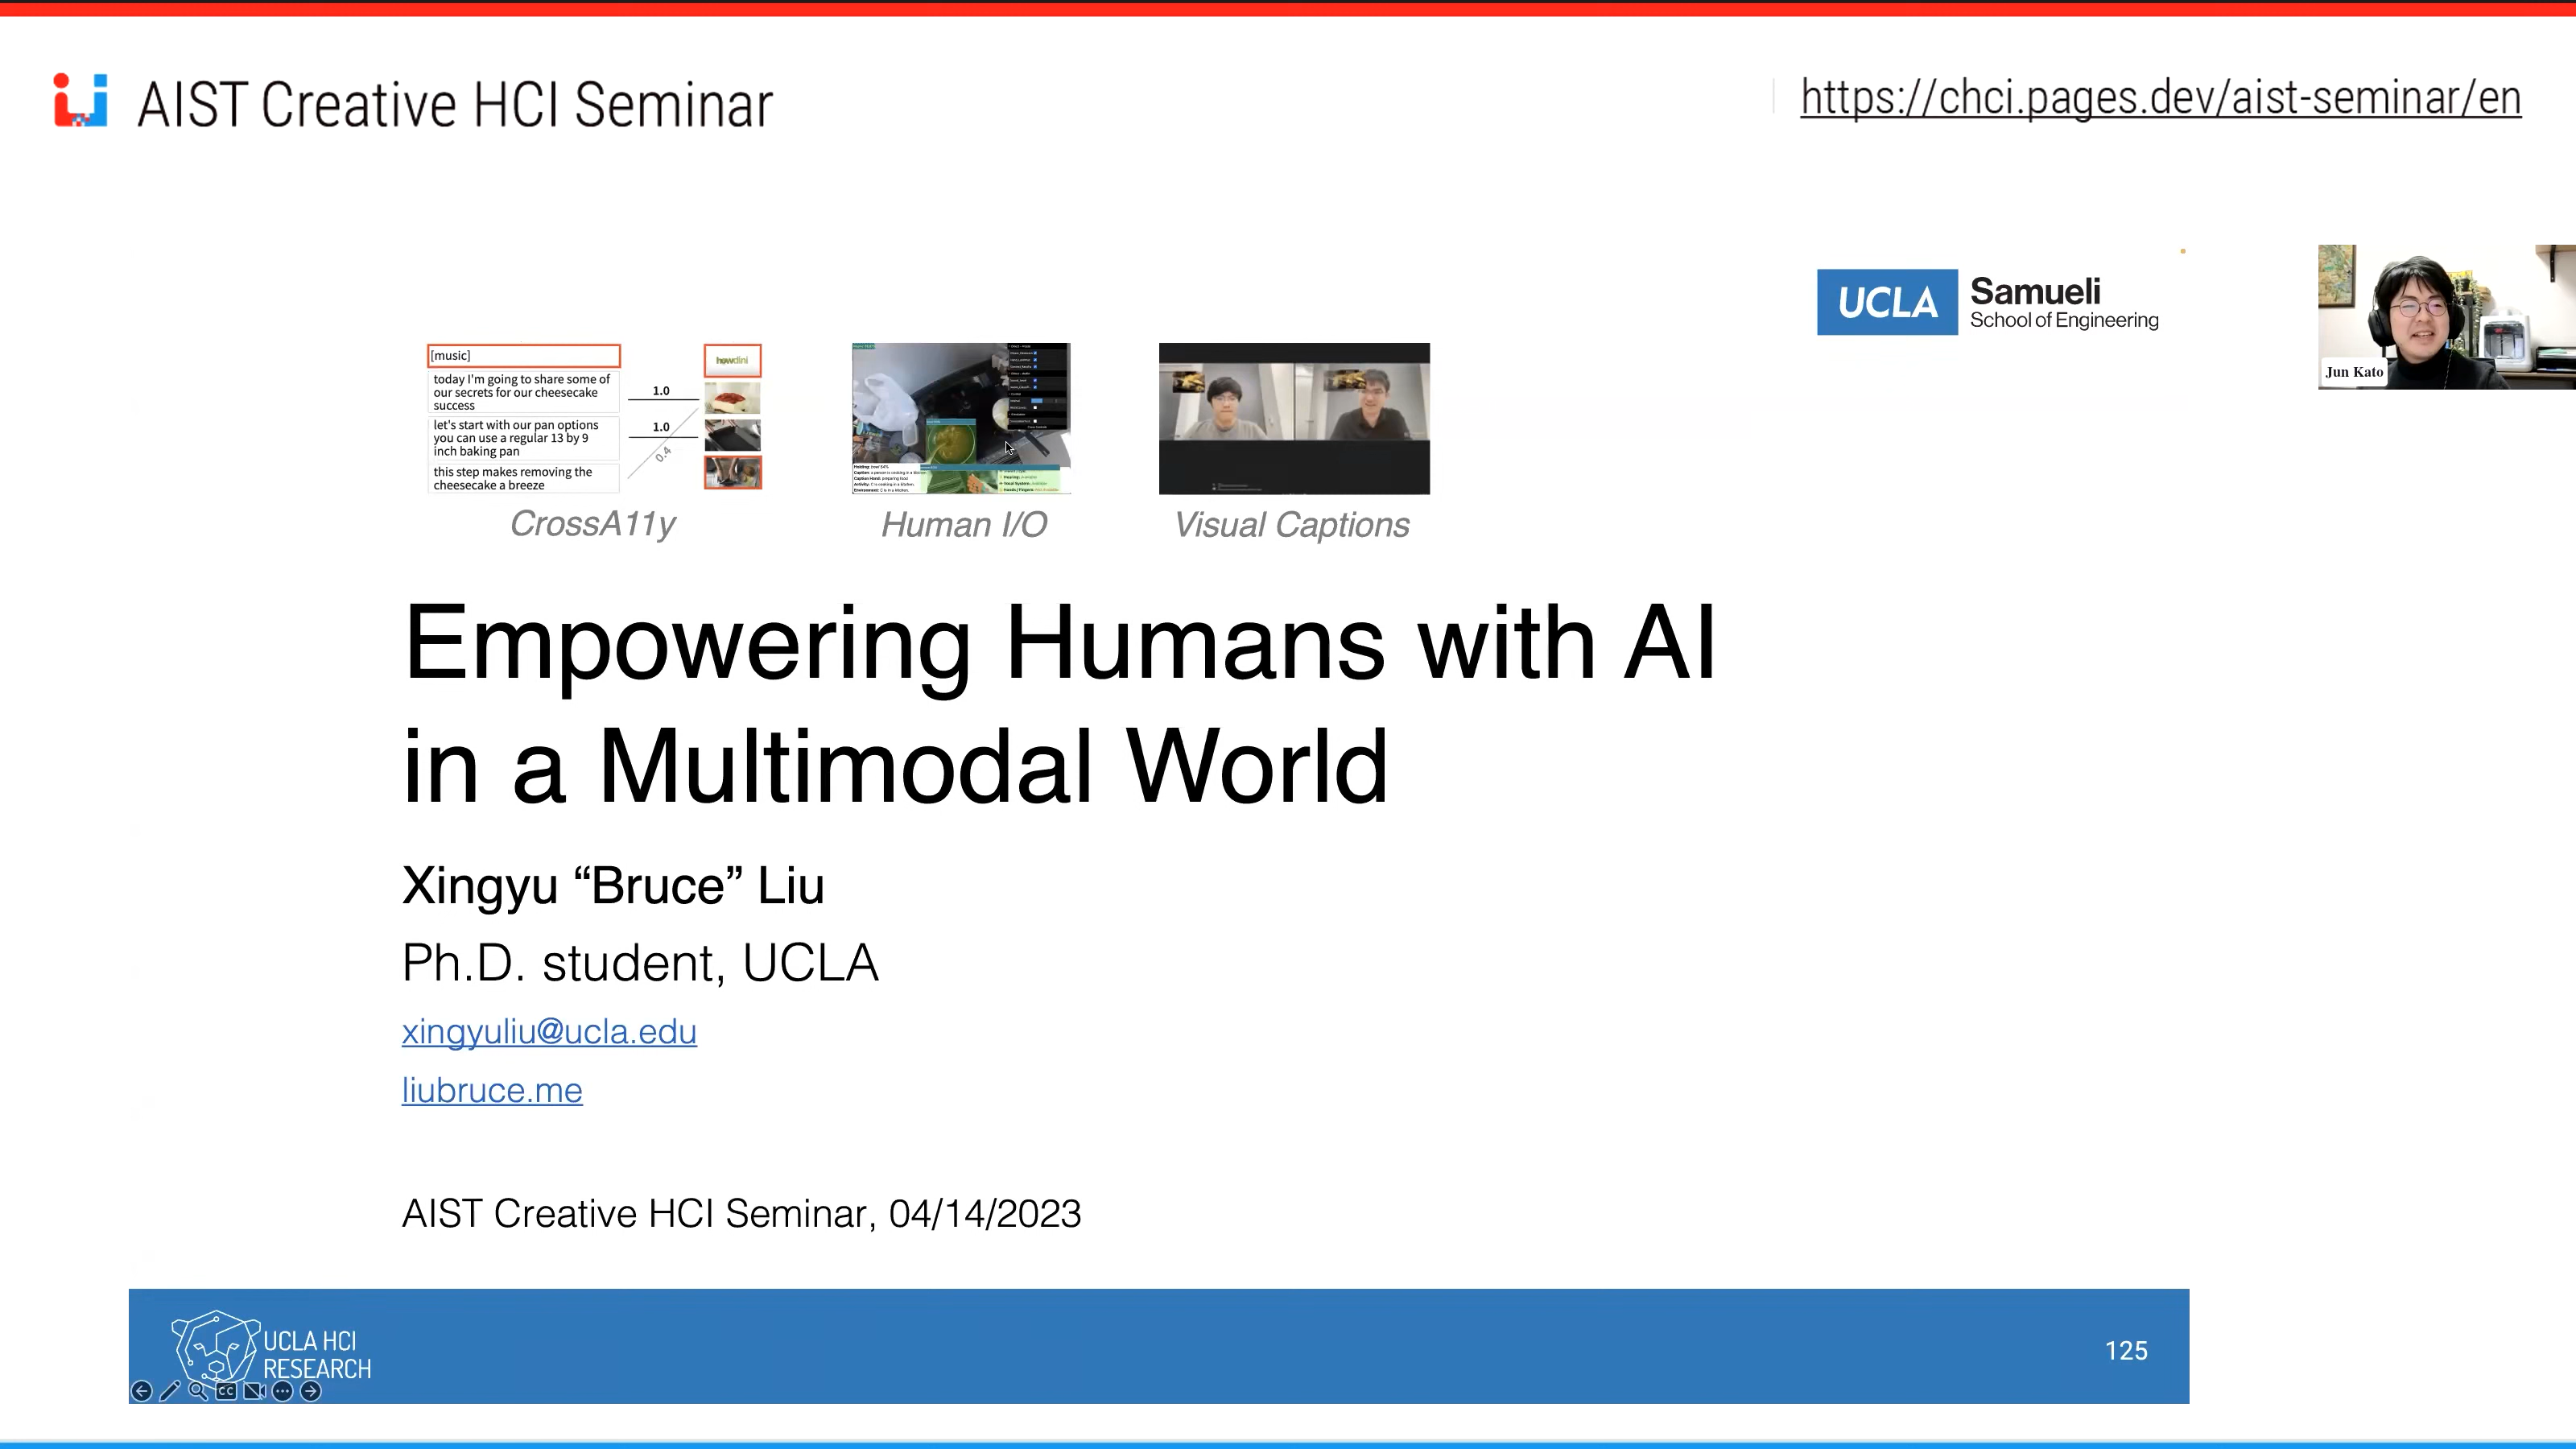 AIST Creative HCI Seminar
https://chci.pages.dev/aist-seminar/en
UCLA
Samueli
School of Engineering
Jun Kato
[music]
today I'm going to share some of
our secrets for our cheesecake
success
let's start with our pan options
you can use a regular 13 by 9
inch baking pan
this step makes removing the
cheesecake a breeze
1.0
1.0
0.4
howdini
CrossA11y
Human I/O
Visual Captions
Empowering Humans with AI
in a Multimodal World
Xingyu “Bruce” Liu
Ph.D. student, UCLA
xingyuliu@ucla.edu
liubruce.me
AIST Creative HCI Seminar, 04/14/2023
UCLA HCI
RESEARCH
CC
125